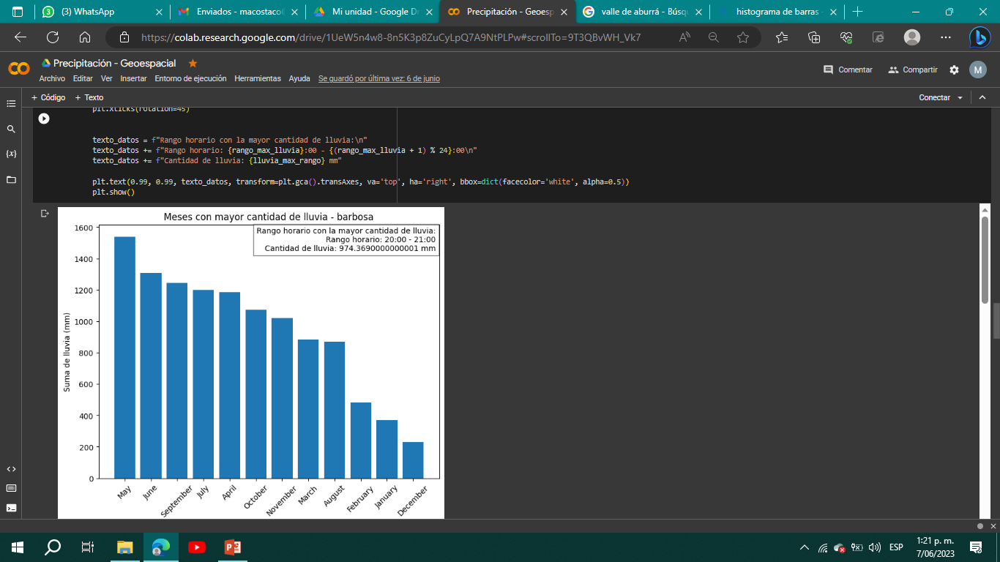 (3) WhatsApp
Enviados - macostaco@
Mi unidad - Google Dr
Precipitación - Geoesp
valle de aburrá - Búsqu
histograma de barras -
https://colab.research.google.com/drive/1UeW5n4w8-8n5K3p8ZuCyLpQ7A9NtPLPw#scrollTo=9T3QBvWH_Vk7
Precipitación - Geoespacial
Archivo Editar Ver Insertar Entorno de ejecución Herramientas Ayuda Se guardó por última vez: 6 de junio
Comentar Compartir M
+ Código + Texto
Conectar
plt.xticks(rotation=45)
texto_datos = f"Rango horario con la mayor cantidad de lluvia:\n"
texto_datos += f"Rango horario: {rango_max_lluvia}:00 - {(rango_max_lluvia + 1) % 24}:00\n"
texto_datos += f"Cantidad de lluvia: {lluvia_max_rango} mm"
plt.text(0.99, 0.99, texto_datos, transform=plt.gca().transAxes, va='top', ha='right', bbox=dict(facecolor='white', alpha=0.5))
plt.show()
Meses con mayor cantidad de lluvia - barbosa
Rango horario con la mayor cantidad de lluvia:
Rango horario: 20:00 - 21:00
Cantidad de lluvia: 974.3690000000001 mm
Suma de lluvia (mm)
1600
1400
1200
1000
800
600
400
200
0
May
June
September
July
April
October
November
March
August
February
January
December
ESP
1:21 p. m.
7/06/2023